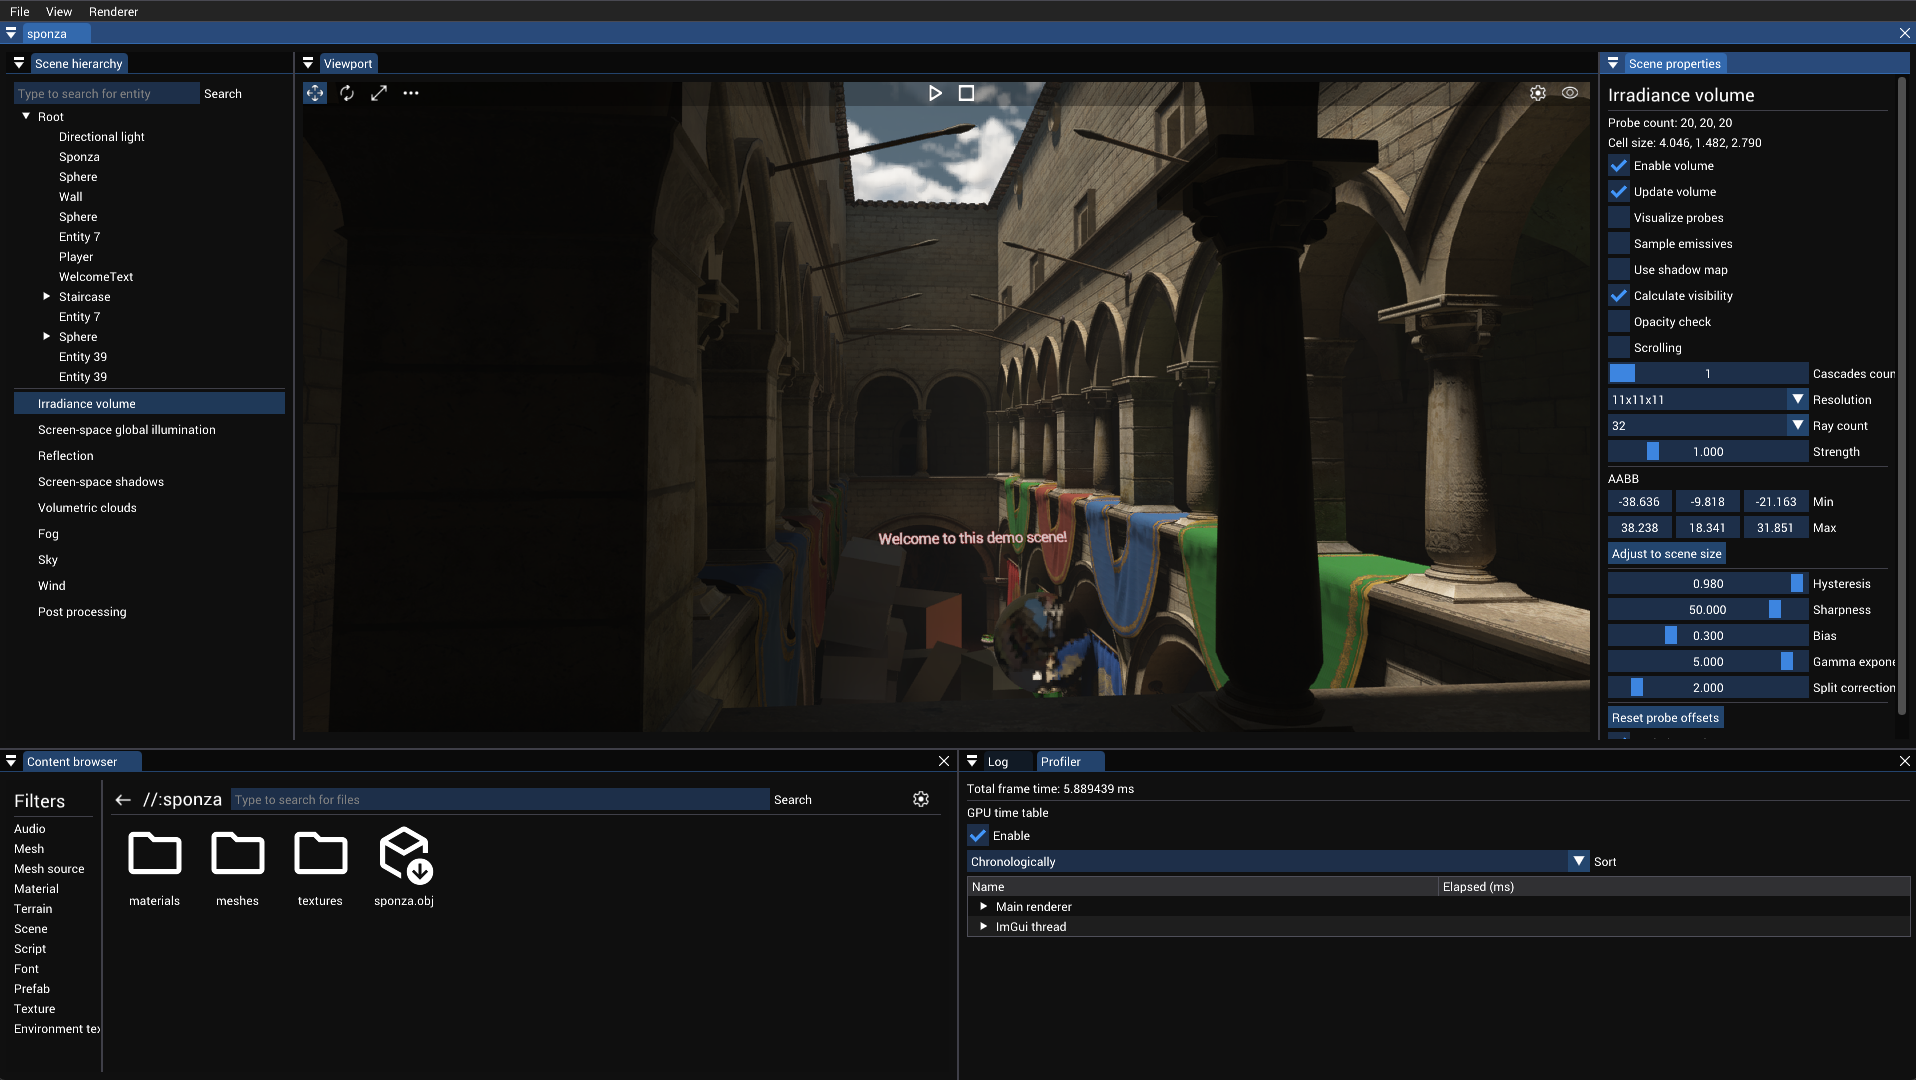 File View Renderer
sponza
Scene hierarchy
Type to search for entity Search
Root
Directional light
Sponza
Sphere
Wall
Sphere
Entity 7
Player
WelcomeText
Staircase
Entity 7
Sphere
Entity 39
Entity 39
Irradiance volume
Screen-space global illumination
Reflection
Screen-space shadows
Volumetric clouds
Fog
Sky
Wind
Post processing
Viewport
Welcome to this demo scene!
Scene properties
Irradiance volume
Probe count: 20, 20, 20
Cell size: 4.046, 1.482, 2.790
Enable volume
Update volume
Visualize probes
Sample emissives
Use shadow map
Calculate visibility
Opacity check
Scrolling
1 Cascades coun
11x11x11 Resolution
32 Ray count
1.000 Strength
AABB
-38.636 -9.818 -21.163 Min
38.238 18.341 31.851 Max
Adjust to scene size
0.980 Hysteresis
50.000 Sharpness
0.300 Bias
5.000 Gamma expone
2.000 Split correction
Reset probe offsets
Content browser
Filters
Audio
Mesh
Mesh source
Material
Terrain
Scene
Script
Font
Prefab
Texture
Environment tex
//:sponza Type to search for files Search
materials meshes textures sponza.obj
Log Profiler
Total frame time: 5.889439 ms
GPU time table
Enable
Chronologically Sort
Name Elapsed (ms)
Main renderer
ImGui thread